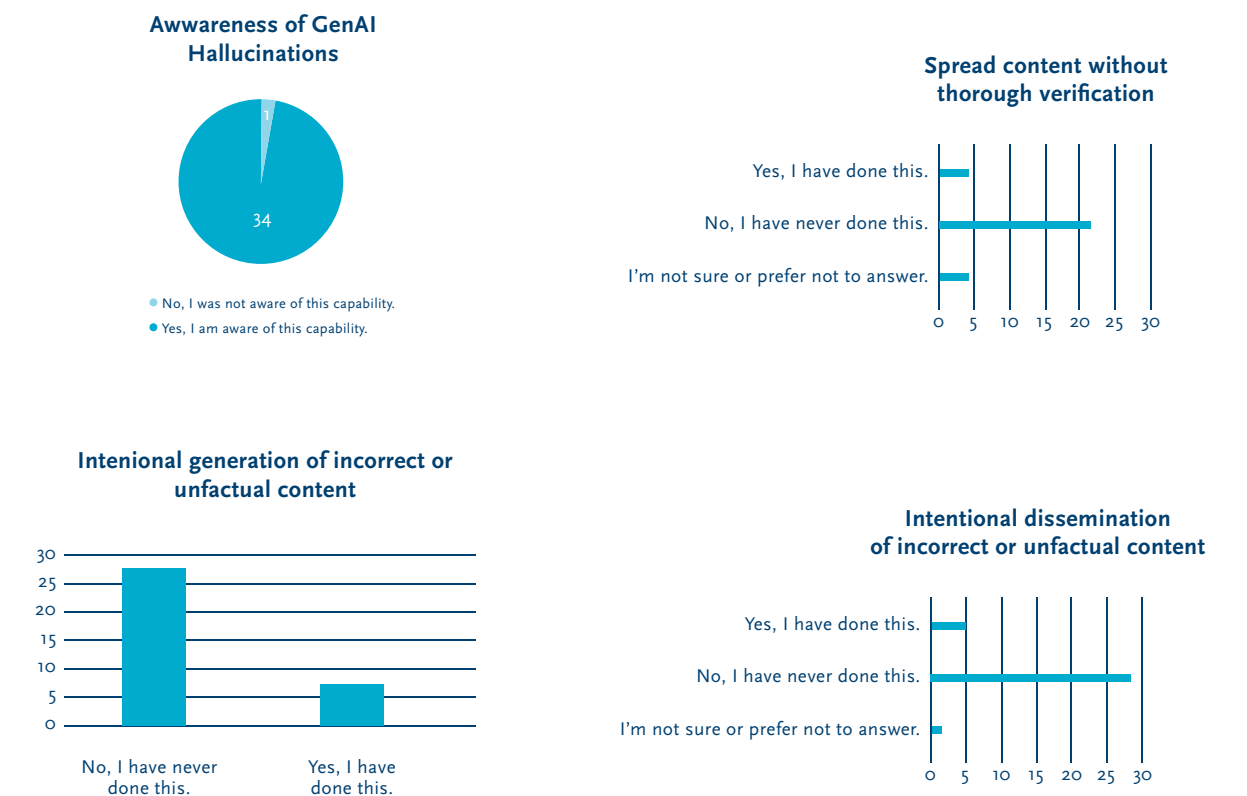 Awwareness of GenAI
Hallucinations
1
34
No, I was not aware of this capability.
Yes, I am aware of this capability.
Spread content without
thorough verification
Yes, I have done this.
No, I have never done this.
I'm not sure or prefer not to answer.
0 5 10 15 20 25 30
Intenional generation of incorrect or
unfactual content
30
25
20
15
10
5
0
No, I have never
done this.
Yes, I have
done this.
Intentional dissemination
of incorrect or unfactual content
Yes, I have done this.
No, I have never done this.
I'm not sure or prefer not to answer.
0 5 10 15 20 25 30